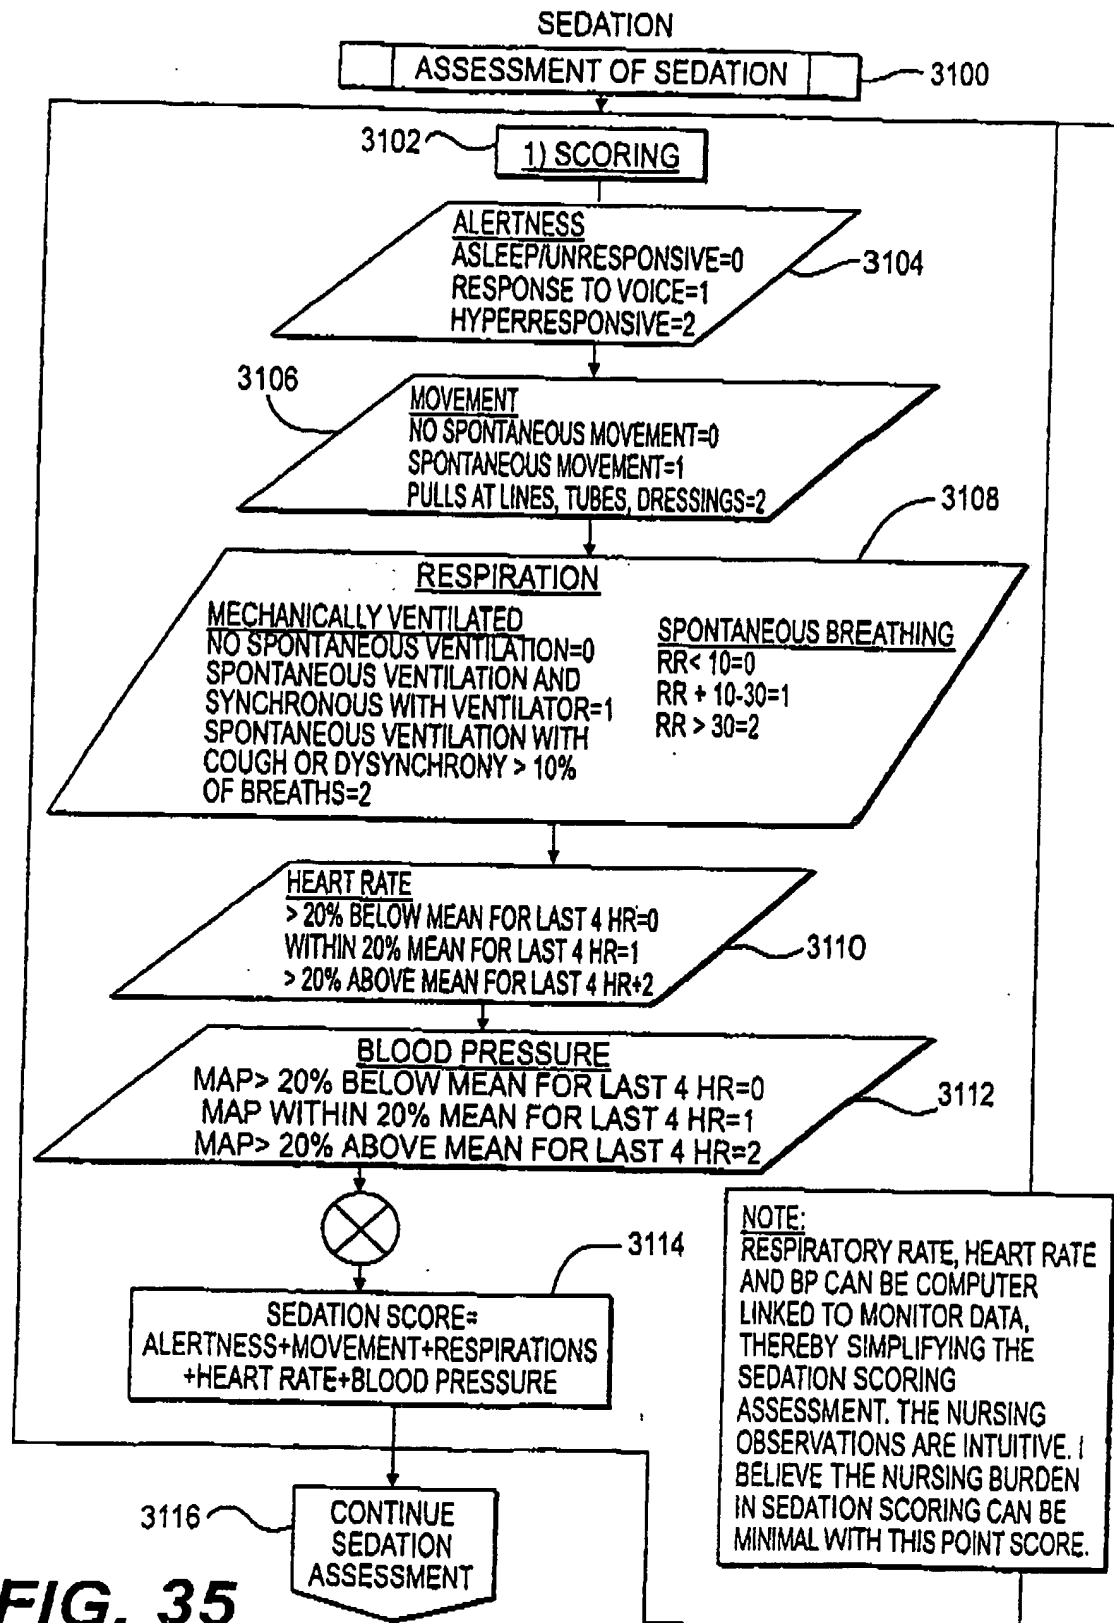 SEDATION
ASSESSMENT OF SEDATION
3100
3102
1) SCORING
ALERTNESS
ASLEEP/UNRESPONSIVE=0
RESPONSE TO VOICE=1
HYPERRESPONSIVE=2
3104
3106
MOVEMENT
NO SPONTANEOUS MOVEMENT=0
SPONTANEOUS MOVEMENT=1
PULLS AT LINES, TUBES, DRESSINGS=2
3108
RESPIRATION
MECHANICALLY VENTILATED
NO SPONTANEOUS VENTILATION=0
SPONTANEOUS VENTILATION AND
SYNCHRONOUS WITH VENTILATOR=1
SPONTANEOUS VENTILATION WITH
COUGH OR DYSYNCHRONY > 10%
OF BREATHS=2
SPONTANEOUS BREATHING
RR< 10=0
RR + 10-30=1
RR > 30=2
HEART RATE
> 20% BELOW MEAN FOR LAST 4 HR=0
WITHIN 20% MEAN FOR LAST 4 HR=1
> 20% ABOVE MEAN FOR LAST 4 HR+2
3110
BLOOD PRESSURE
MAP> 20% BELOW MEAN FOR LAST 4 HR=0
MAP WITHIN 20% MEAN FOR LAST 4 HR=1
MAP> 20% ABOVE MEAN FOR LAST 4 HR=2
3112
3114
SEDATION SCORE=
ALERTNESS+MOVEMENT+RESPIRATIONS
+HEART RATE+BLOOD PRESSURE
NOTE:
RESPIRATORY RATE, HEART RATE
AND BP CAN BE COMPUTER
LINKED TO MONITOR DATA,
THEREBY SIMPLIFYING THE
SEDATION SCORING
ASSESSMENT. THE NURSING
OBSERVATIONS ARE INTUITIVE. I
BELIEVE THE NURSING BURDEN
IN SEDATION SCORING CAN BE
MINIMAL WITH THIS POINT SCORE.
3116
CONTINUE
SEDATION
ASSESSMENT
FIG. 35